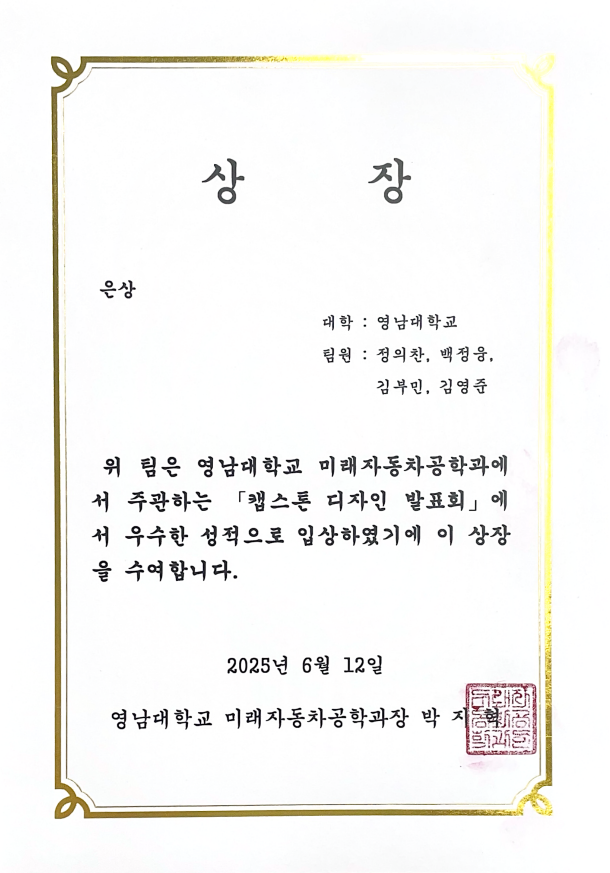 상 장
은상
대학 : 영남대학교
팀원 : 정의찬, 백정웅,
김부민, 김영준
위 팀은 영남대학교 미래자동차공학과에
서 주관하는 「캡스톤 디자인 발표회」에
서 우수한 성적으로 입상하였기에 이 상장
을 수여합니다.
2025년 6월 12일
영남대학교 미래자동차공학과장 박 지 혁